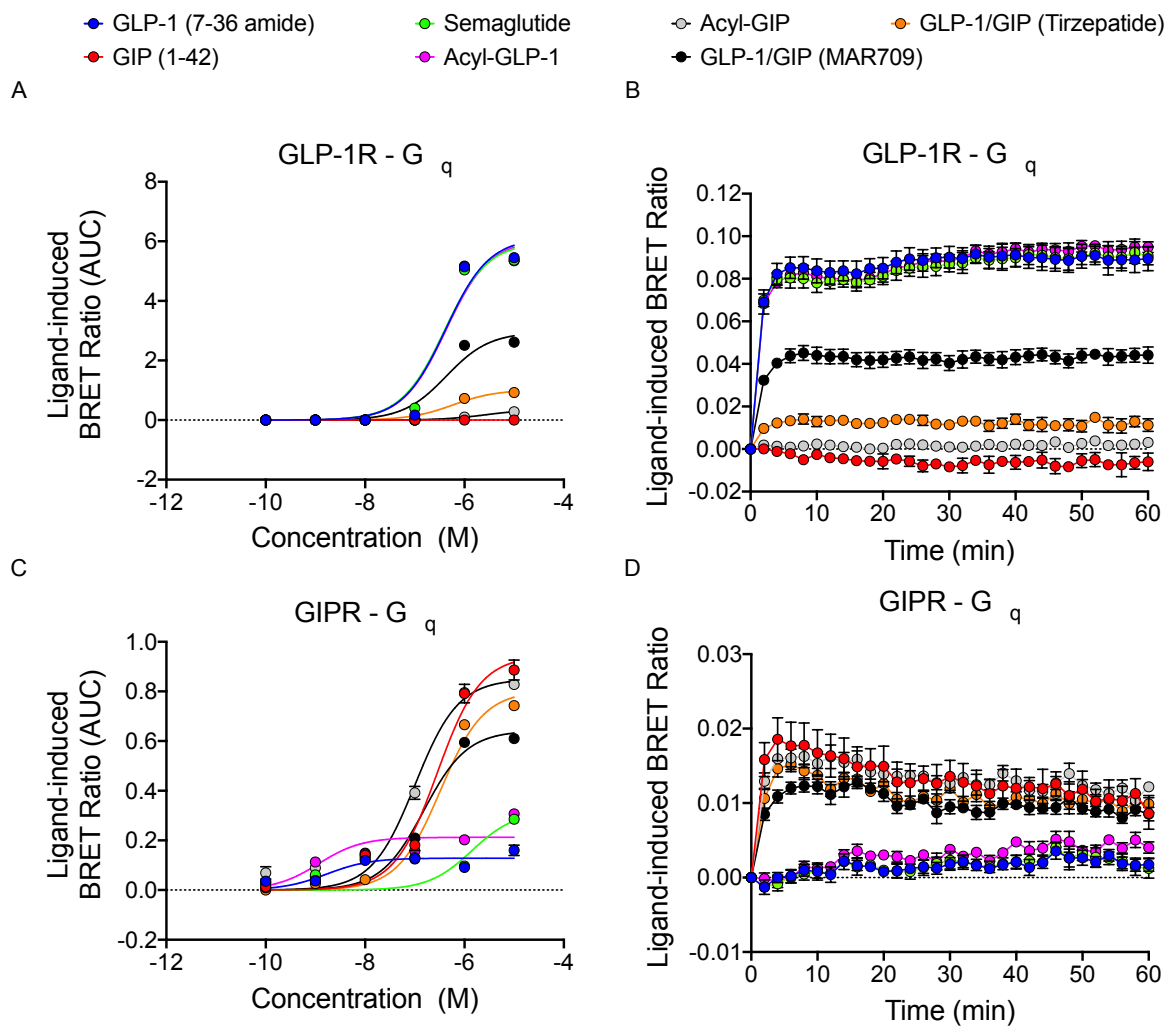 GLP-1 (7-36 amide)
Semaglutide
Acyl-GIP
GLP-1/GIP (Tirzepatide)
GIP (1-42)
Acyl-GLP-1
GLP-1/GIP (MAR709)
A
B
GLP-1R - G q
Ligand-induced
BRET Ratio (AUC)
8
6
4
2
0
-2
-12
-10
-8
-6
-4
Concentration (M)
GLP-1R - G q
Ligand-induced BRET Ratio
0.12
0.10
0.08
0.06
0.04
0.02
0.00
-0.02
0
10
20
30
40
50
60
Time (min)
C
D
GIPR - G q
Ligand-induced
BRET Ratio (AUC)
1.0
0.8
0.6
0.4
0.2
0.0
-0.2
-12
-10
-8
-6
-4
Concentration (M)
GIPR - G q
Ligand-induced BRET Ratio
0.03
0.02
0.01
0.00
-0.01
0
10
20
30
40
50
60
Time (min)